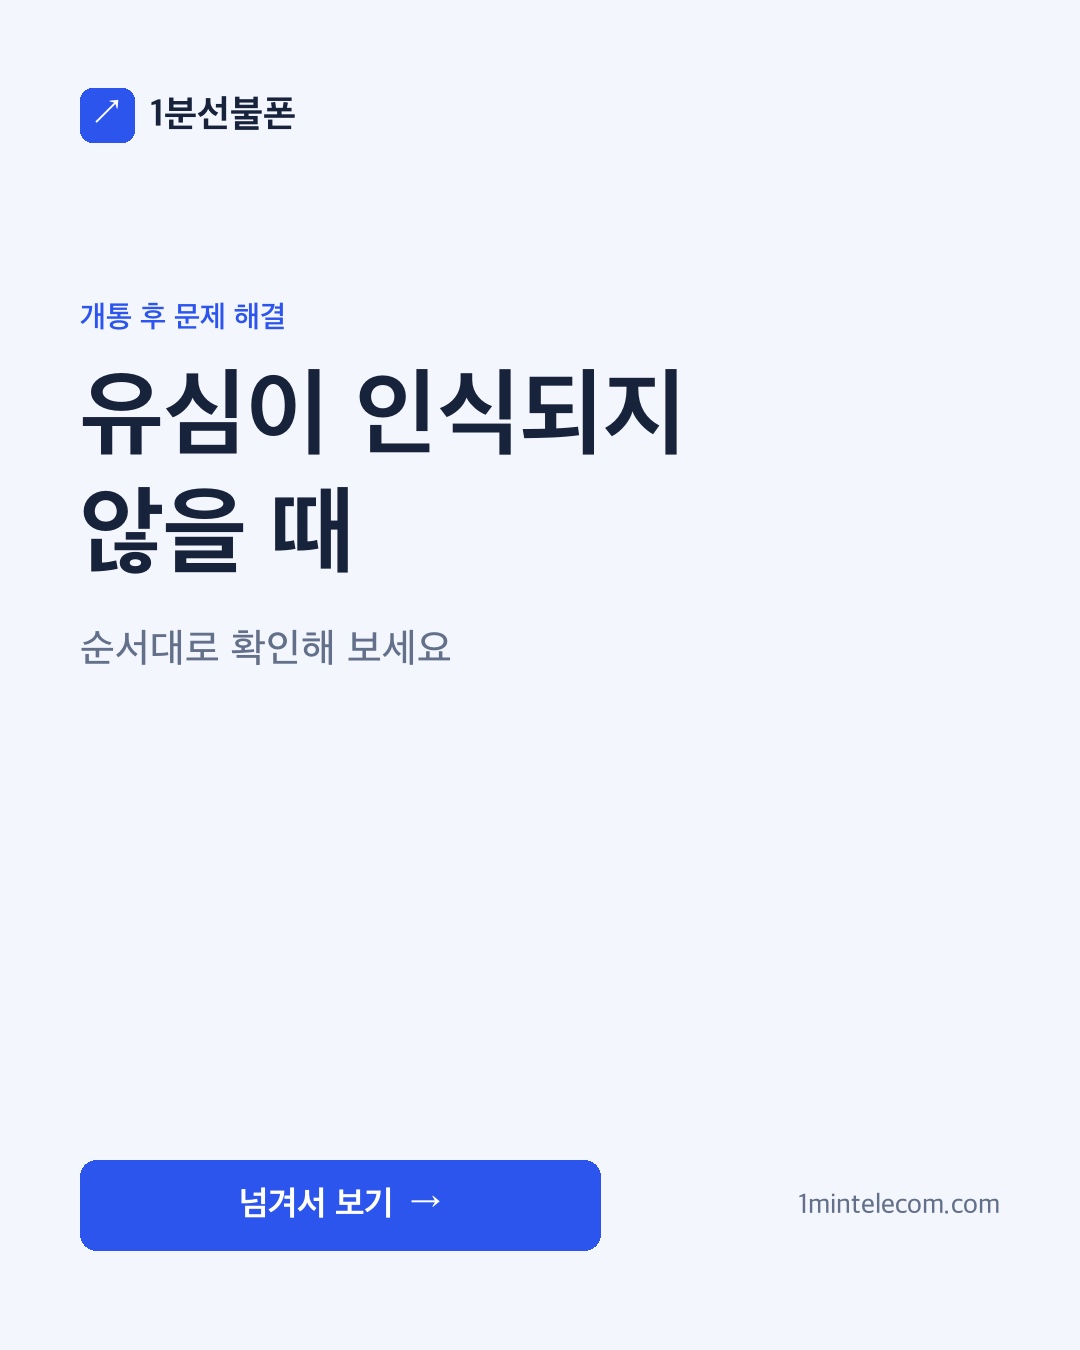 ↗ 1분선불폰
개통 후 문제 해결
유심이 인식되지
않을 때
순서대로 확인해 보세요
넘겨서 보기 →
1mintelecom.com